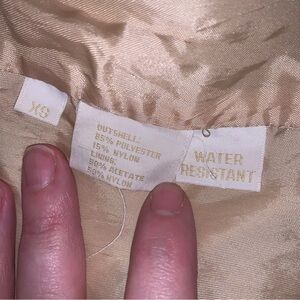 XS
OUTSHELL:
85% POLYESTER
15% NYLON
LINING:
50% ACETATE
50% NYLON
WATER
RESISTANT